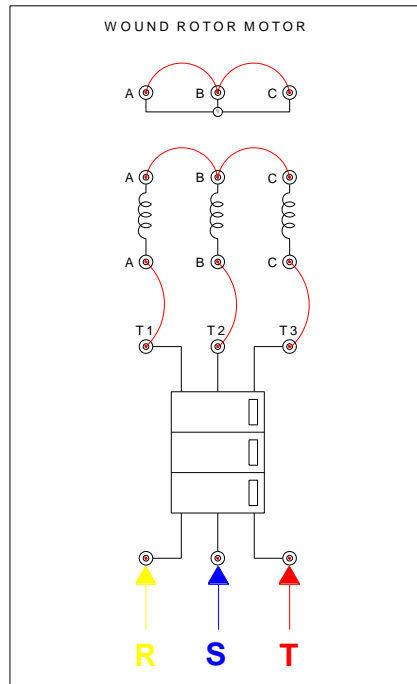 WOUND ROTOR MOTOR
A B C
A B C
A B C
T1 T2 T3
R S T